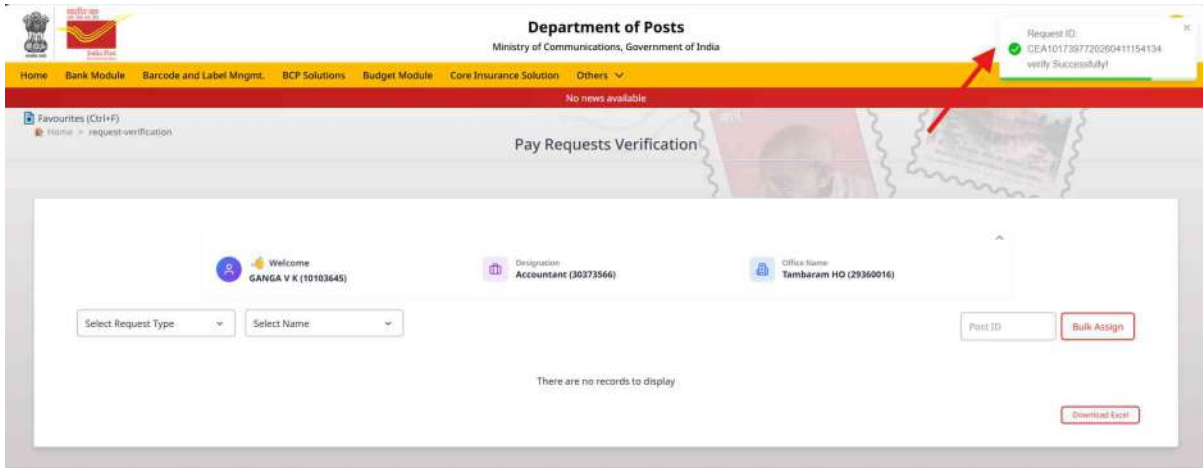 Department of Posts
Ministry of Communications, Government of India
India Post
Request ID:
CEA1017397720260411154134
verify Successfully!
Home Bank Module Barcode and Label Mngmt. BCP Solutions Budget Module Core Insurance Solution Others
No news available
Favourites (Ctrl+F)
Home > request-verification
Pay Requests Verification
Welcome
GANGA V K (10103645)
Designation
Accountant (30373566)
Office Name
Tambaram HO (29360016)
Select Request Type
Select Name
Post ID
Bulk Assign
There are no records to display
Download Excel